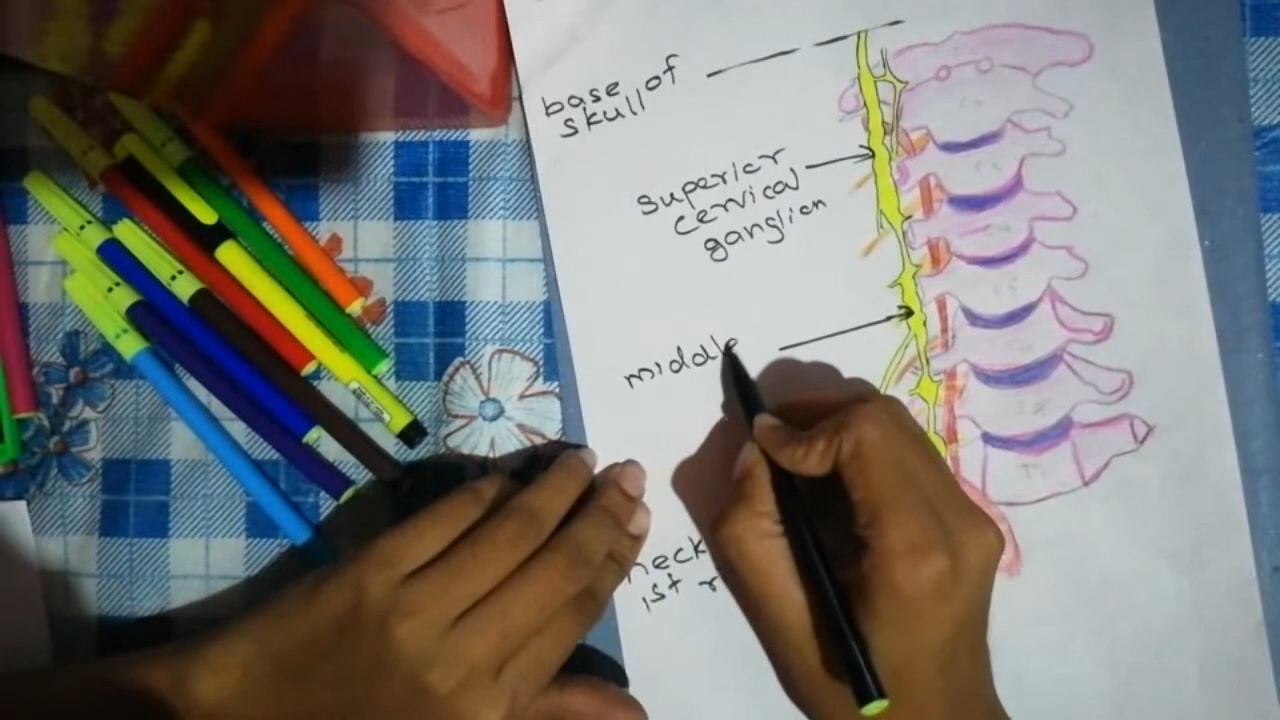 base of
skull
superior
cervical
ganglion
middle
neck
1st r